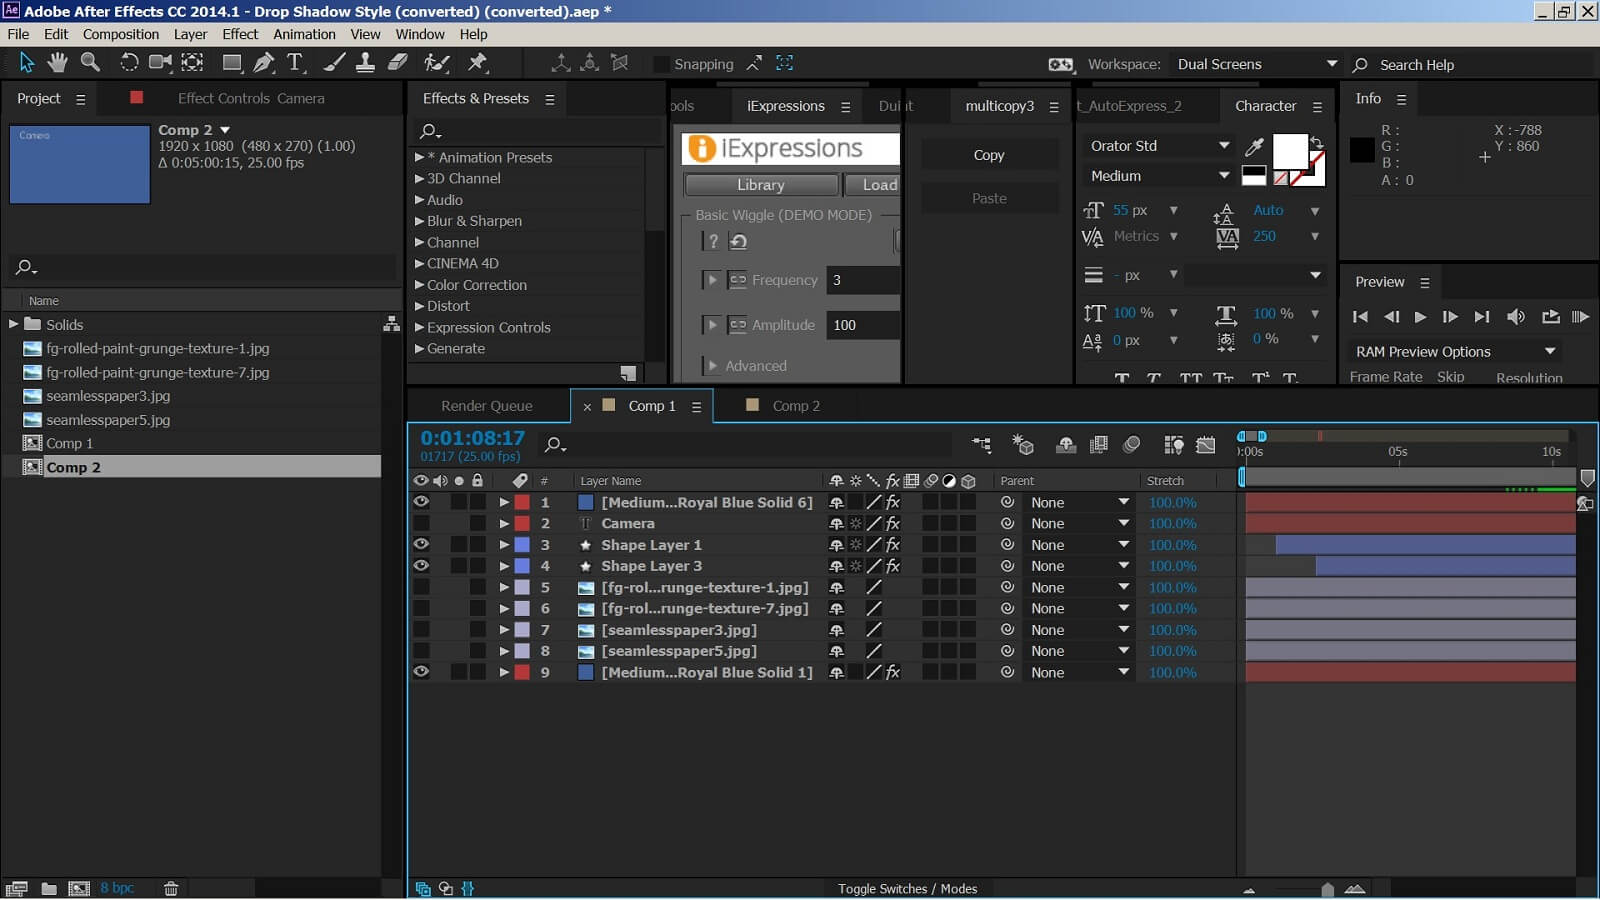 Ae Adobe After Effects CC 2014.1 - Drop Shadow Style (converted) (converted).aep *
File Edit Composition Layer Effect Animation View Window Help
Snapping
Workspace: Dual Screens
Search Help
Project
Effect Controls Camera
Camera
Comp 2
1920 x 1080 (480 x 270) (1.00)
Δ 0:05:00:15, 25.00 fps
Name
Solids
fg-rolled-paint-grunge-texture-1.jpg
fg-rolled-paint-grunge-texture-7.jpg
seamlesspaper3.jpg
seamlesspaper5.jpg
Comp 1
Comp 2
8 bpc
Effects & Presets
* Animation Presets
3D Channel
Audio
Blur & Sharpen
Channel
CINEMA 4D
Color Correction
Distort
Expression Controls
Generate
ools
iExpressions
Duin
iExpressions
Library
Load
Basic Wiggle (DEMO MODE)
?
Frequency 3
Amplitude 100
Advanced
multicopy3
Copy
Paste
t_AutoExpress_2
Character
Orator Std
Medium
55 px
Auto
Metrics
250
- px
100 %
100 %
0 px
0 %
Info
R :
G :
B :
A : 0
X : -788
Y : 860
Preview
RAM Preview Options
Frame Rate Skip Resolution
Render Queue
Comp 1
Comp 2
0:01:08:17
01717 (25.00 fps)
):00s 05s 10s
# Layer Name Parent Stretch
1 [Medium...Royal Blue Solid 6] fx None 100.0%
2 T Camera fx None 100.0%
3 Shape Layer 1 fx None 100.0%
4 Shape Layer 3 fx None 100.0%
5 [fg-rol...runge-texture-1.jpg] None 100.0%
6 [fg-rol...runge-texture-7.jpg] None 100.0%
7 [seamlesspaper3.jpg] None 100.0%
8 [seamlesspaper5.jpg] None 100.0%
9 [Medium...Royal Blue Solid 1] fx None 100.0%
Toggle Switches / Modes